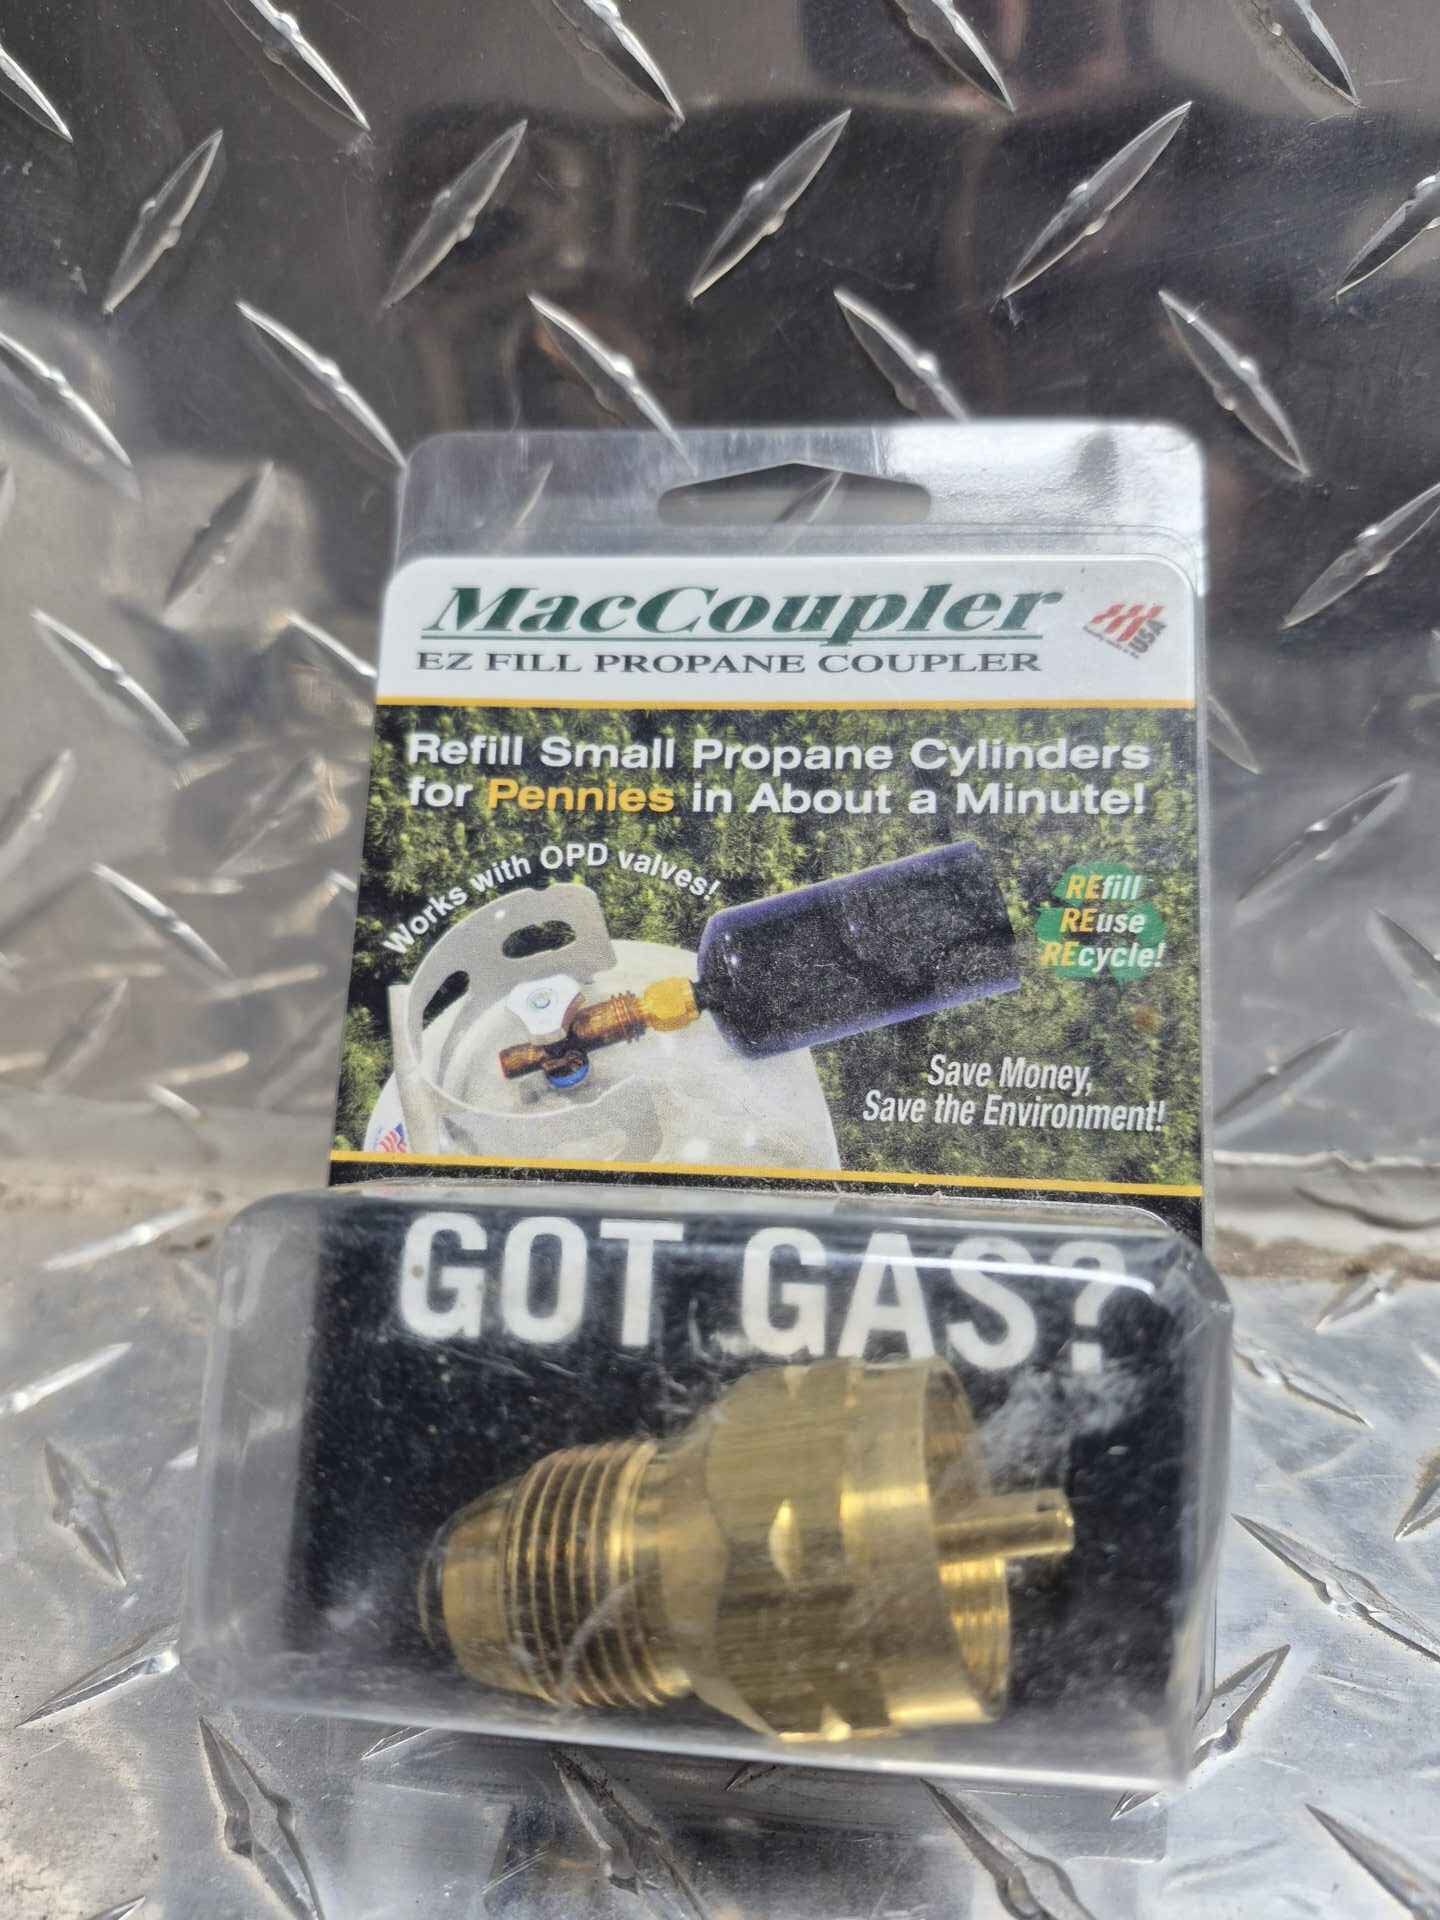 MacCoupler
EZ FILL PROPANE COUPLER
USA
Refill Small Propane Cylinders
for Pennies in About a Minute!
Works with OPD valves!
REfill
REuse
REcycle!
Save Money,
Save the Environment!
GOT GAS?